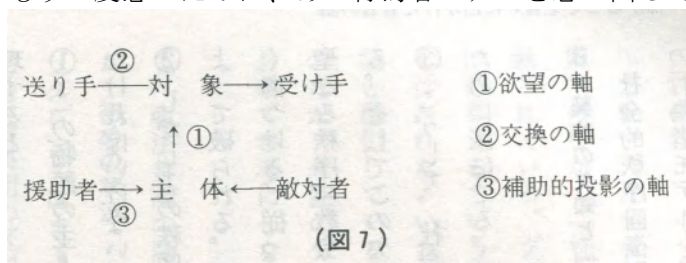 送り手 ② 対 象 → 受け手 ①欲望の軸
↑ ① ②交換の軸
援助者 → 主 体 ← 敵対者 ③補助的投影の軸
③
(図7)